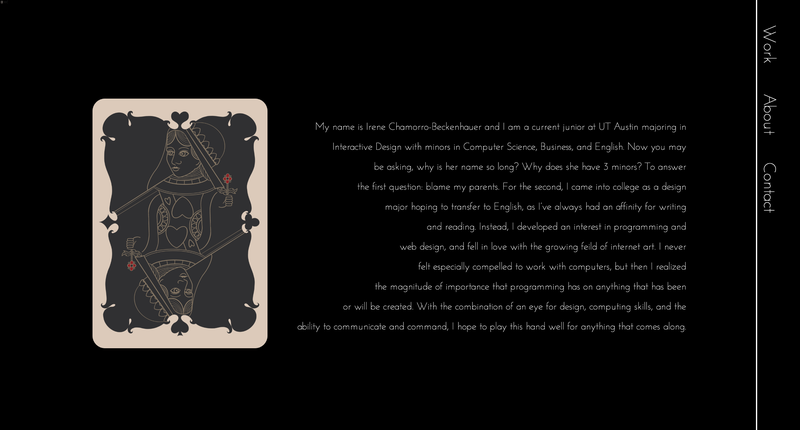 My name is Irene Chamorro-Beckenhauer and I am a current junior at UT Austin majoring in
Interactive Design with minors in Computer Science, Business, and English. Now you may
be asking, why is her name so long? Why does she have 3 minors? To answer
the first question: blame my parents. For the second, I came into college as a design
major hoping to transfer to English, as I've always had an affinity for writing
and reading. Instead, I developed an interest in programming and
web design, and fell in love with the growing feild of internet art. I never
felt especially compelled to work with computers, but then I realized
the magnitude of importance that programming has on anything that has been
or will be created. With the combination of an eye for design, computing skills, and the
ability to communicate and command, I hope to play this hand well for anything that comes along.
Work
About
Contact